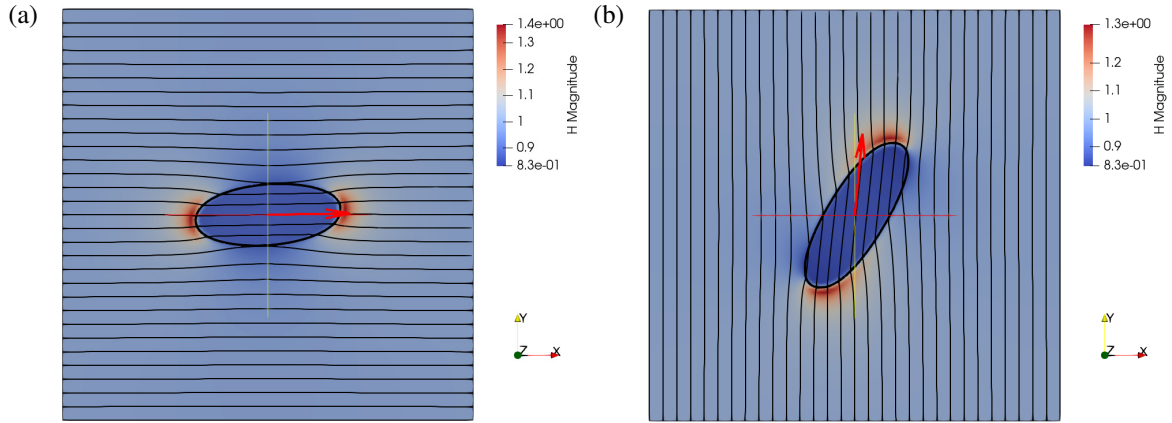 (a)
1.4e+00
1.3
1.2
1.1
1
0.9
8.3e-01
H Magnitude
Y
Z
X
(b)
1.3e+00
1.2
1.1
1
0.9
8.3e-01
H Magnitude
Y
Z
X